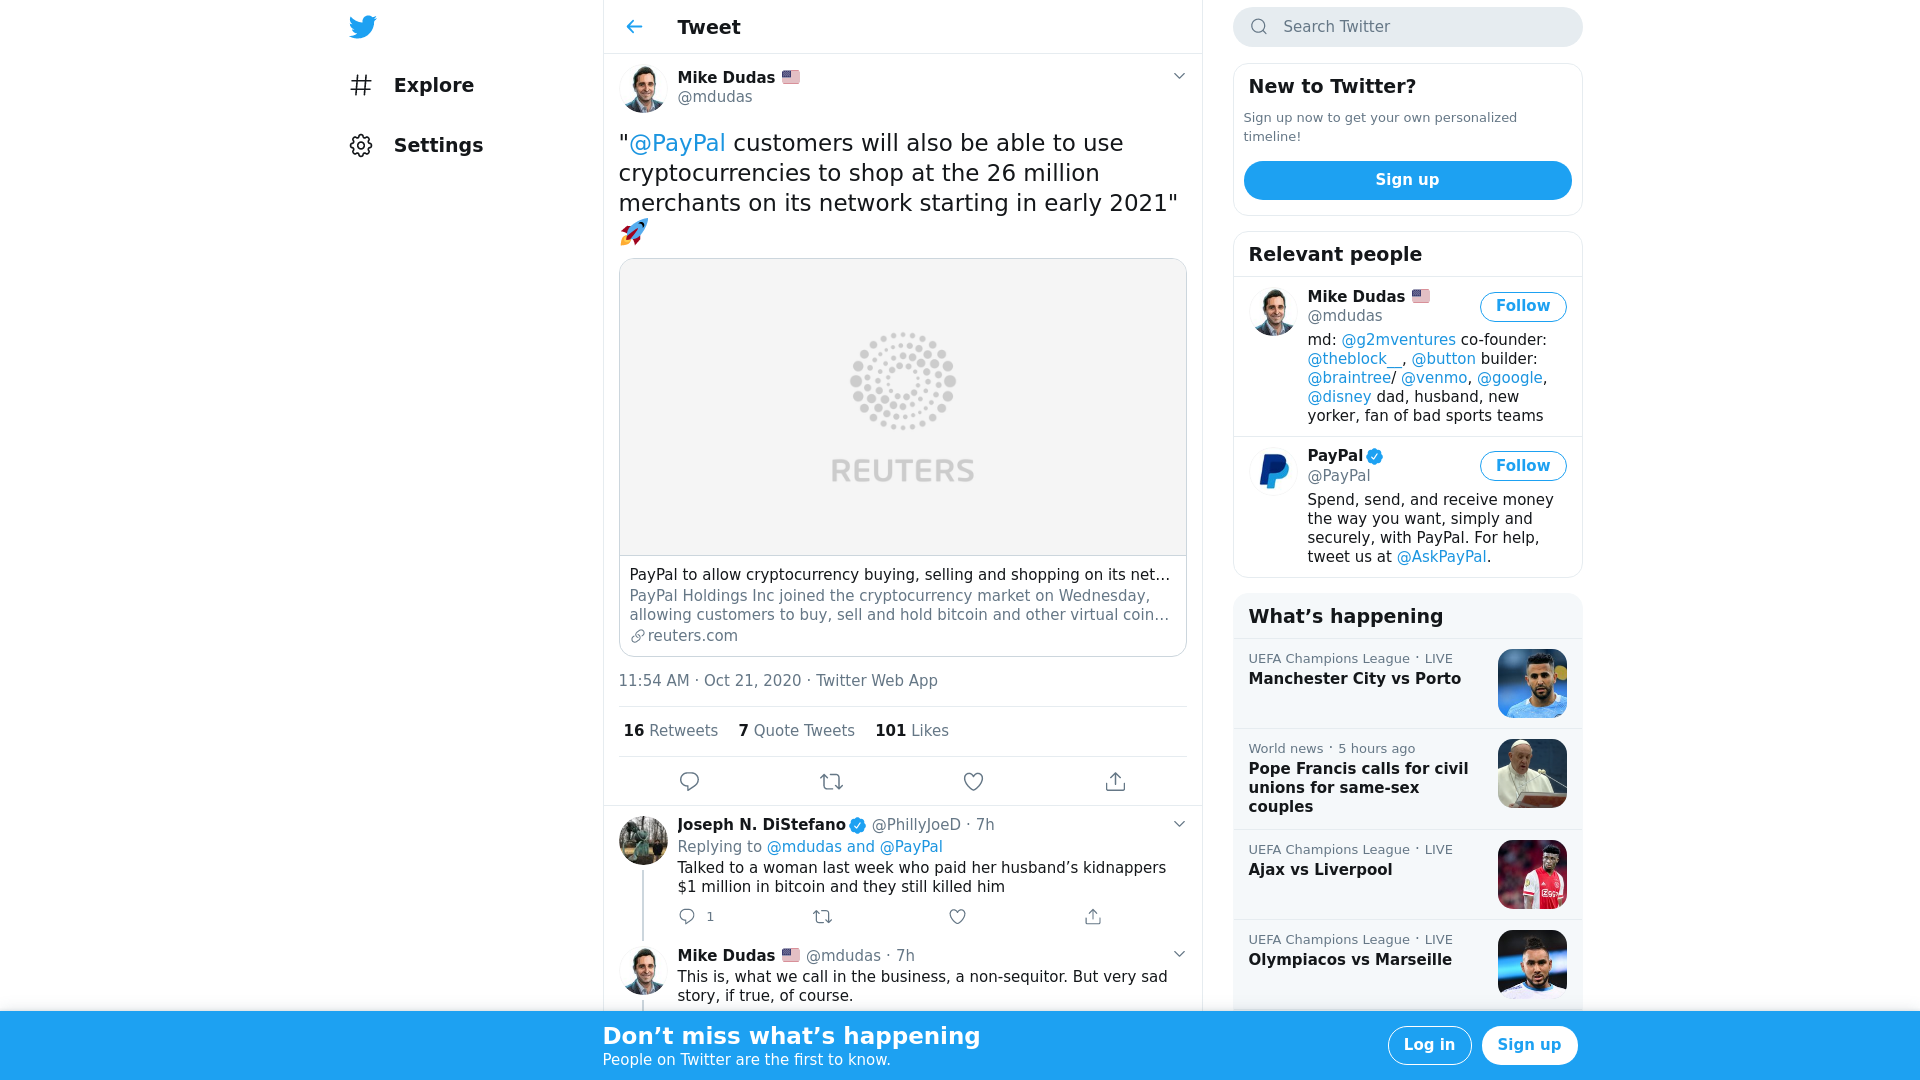 Explore
Settings
Tweet
Mike Dudas
@mdudas
"@PayPal customers will also be able to use
cryptocurrencies to shop at the 26 million
merchants on its network starting in early 2021"
🚀
REUTERS
PayPal to allow cryptocurrency buying, selling and shopping on its net…
PayPal Holdings Inc joined the cryptocurrency market on Wednesday,
allowing customers to buy, sell and hold bitcoin and other virtual coin…
reuters.com
11:54 AM · Oct 21, 2020 · Twitter Web App
16 Retweets 7 Quote Tweets 101 Likes
Joseph N. DiStefano @PhillyJoeD · 7h
Replying to @mdudas and @PayPal
Talked to a woman last week who paid her husband’s kidnappers
$1 million in bitcoin and they still killed him
1
Mike Dudas @mdudas · 7h
This is, what we call in the business, a non-sequitor. But very sad
story, if true, of course.
Search Twitter
New to Twitter?
Sign up now to get your own personalized
timeline!
Sign up
Relevant people
Mike Dudas
@mdudas
Follow
md: @g2mventures co-founder:
@theblock__, @button builder:
@braintree/ @venmo, @google,
@disney dad, husband, new
yorker, fan of bad sports teams
PayPal
@PayPal
Follow
Spend, send, and receive money
the way you want, simply and
securely, with PayPal. For help,
tweet us at @AskPayPal.
What’s happening
UEFA Champions League · LIVE
Manchester City vs Porto
World news · 5 hours ago
Pope Francis calls for civil
unions for same-sex
couples
UEFA Champions League · LIVE
Ajax vs Liverpool
UEFA Champions League · LIVE
Olympiacos vs Marseille
Don’t miss what’s happening
People on Twitter are the first to know.
Log in
Sign up